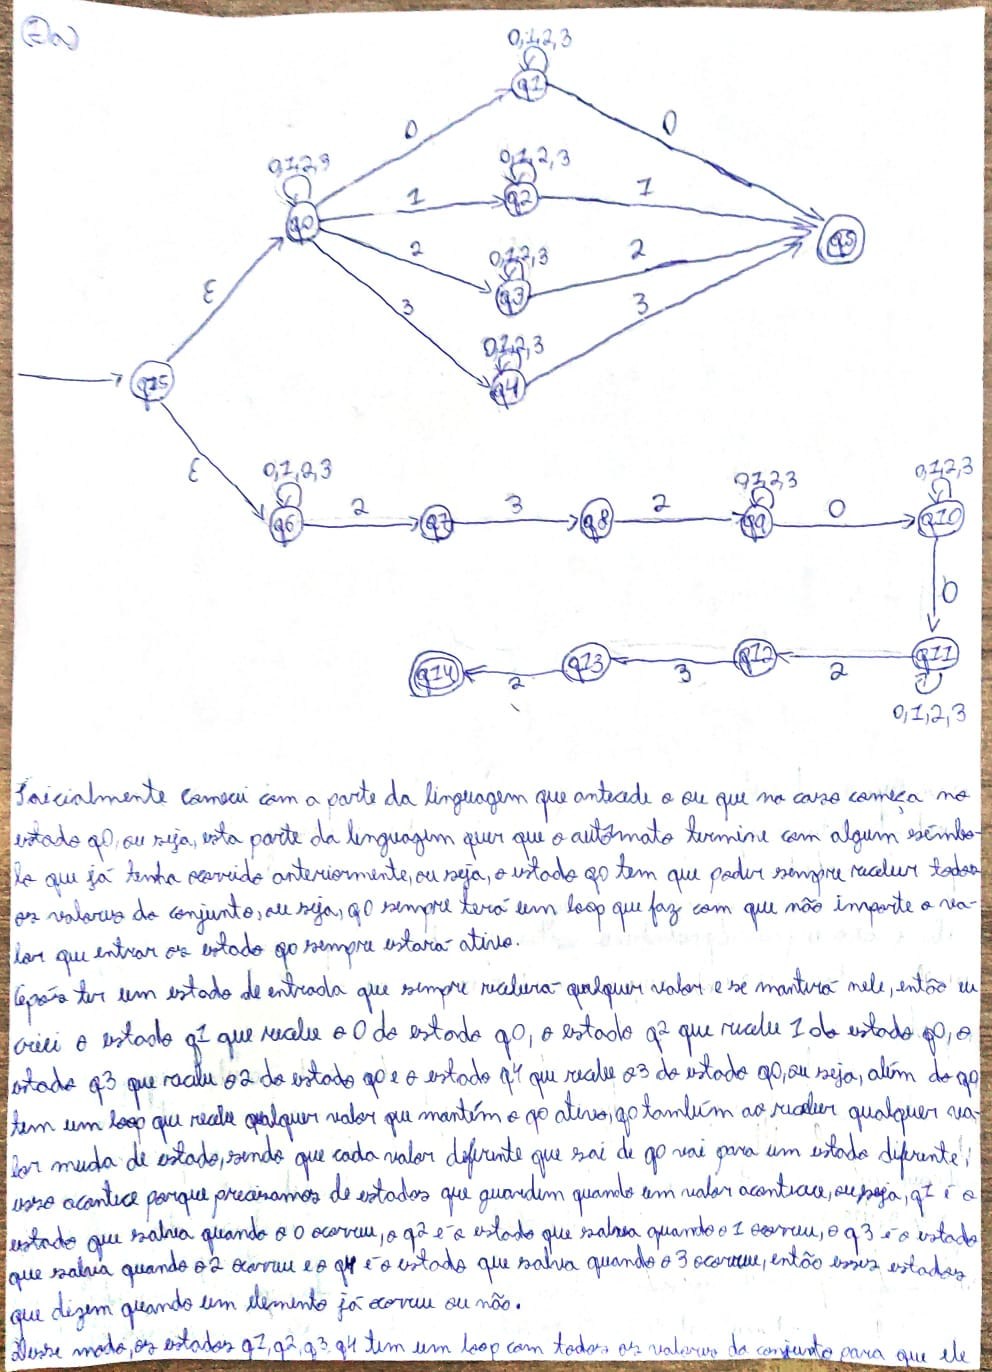 0,1,2,3
q1
0
0
0,1,2,3
0,1,2,3
q0
1
q2
1
q5
2
0,1,2,3
q3
2
ε
3
0,1,2,3
q4
3
q15
ε
0,1,2,3
q6
2
q7
3
q8
2
0,1,2,3
q9
0
0,1,2,3
q10
0
q14
2
q13
3
q12
2
q11
0,1,2,3
Inicialmente comecei com a parte da linguagem que antecede o ou que no caso começa no
estado q0, ou seja, esta parte da linguagem quer que o autômato termine com algum símbo-
lo que já tenha ocorrido anteriormente, ou seja, o estado q0 tem que poder sempre receber todos
os valores do conjunto, ou seja, q0 sempre terá um loop que faz com que não importe o va-
lor que entrar os estado q0 sempre estará ativo.
Após ter um estado de entrada que sempre receberá qualquer valor e se manterá nele, então eu
criei o estado q1 que recebe o 0 do estado q0, o estado q2 que recebe 1 do estado q0, o
estado q3 que recebe o 2 do estado q0 e o estado q4 que recebe o 3 do estado q0, ou seja, além do q0
tem um loop que recebe qualquer valor que mantém o q0 ativo, q0 também ao receber qualquer va-
lor muda de estado, sendo que cada valor diferente que sai de q0 vai para um estado diferente,
isso acontece porque precisamos de estados que guardem quando um valor acontece, ou seja, q1 é o
estado que salva quando o 0 ocorreu, o q2 é o estado que salva quando o 1 ocorreu, o q3 é o estado
que salva quando o 2 ocorreu e o q4 é o estado que salva quando o 3 ocorreu, então esses estados
que dizem quando um elemento já ocorreu ou não.
Desse modo, os estados q1, q2, q3, q4 tem um loop com todos os valores do conjunto para que ele